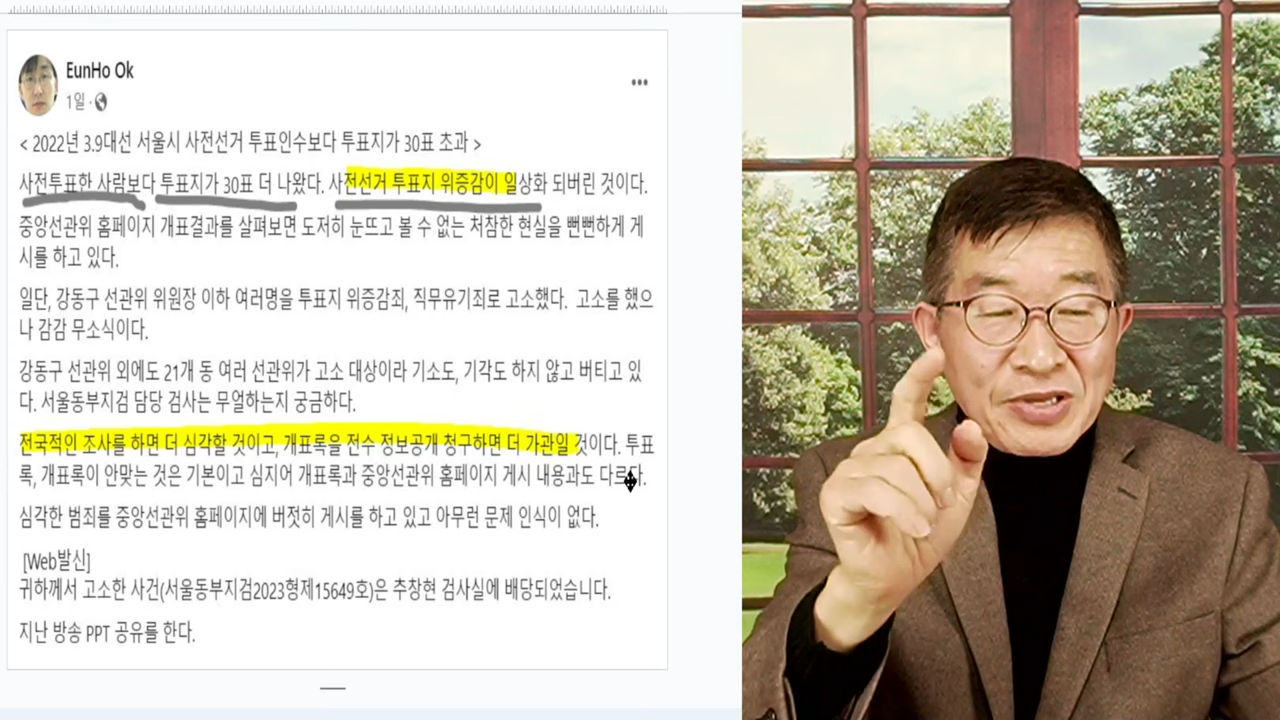 EunHo Ok
1일 ·
< 2022년 3.9대선 서울시 사전선거 투표인수보다 투표지가 30표 초과 >
사전투표한 사람보다 투표지가 30표 더 나왔다. 사전선거 투표지 위증감이 일상화 되버린 것이다.
중앙선관위 홈페이지 개표결과를 살펴보면 도저히 눈뜨고 볼 수 없는 처참한 현실을 뻔뻔하게 게
시를 하고 있다.
일단, 강동구 선관위 위원장 이하 여러명을 투표지 위증감죄, 직무유기죄로 고소했다. 고소를 했으
나 감감 무소식이다.
강동구 선관위 외에도 21개 동 여러 선관위가 고소 대상이라 기소도, 기각도 하지 않고 버티고 있
다. 서울동부지검 담당 검사는 무얼하는지 궁금하다.
전국적인 조사를 하면 더 심각할 것이고, 개표록을 전수 정보공개 청구하면 더 가관일 것이다. 투표
록, 개표록이 안맞는 것은 기본이고 심지어 개표록과 중앙선관위 홈페이지 게시 내용과도 다르다.
심각한 범죄를 중앙선관위 홈페이지에 버젓히 게시를 하고 있고 아무런 문제 인식이 없다.
[Web발신]
귀하께서 고소한 사건(서울동부지검2023형제15649호)은 추창현 검사실에 배당되었습니다.
지난 방송 PPT 공유를 한다.